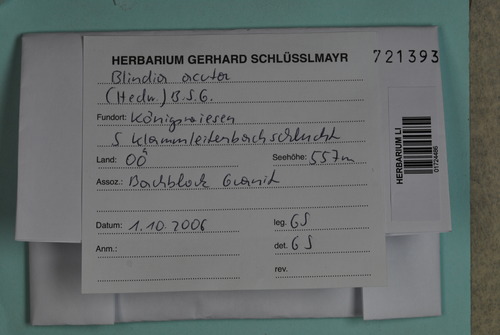 HERBARIUM GERHARD SCHLÜSSLMAYR
721393
Blindia acuta
(Hedw.) B.S.G.
Fundort: Königswiesen
S Klammleitenbachschlucht
Land: OÖ Seehöhe: 557m
Assoz.: Bachblock Granit
Datum: 1.10.2006 leg. GS
Anm.: det. GS
rev.
HERBARIUM LI
01724486